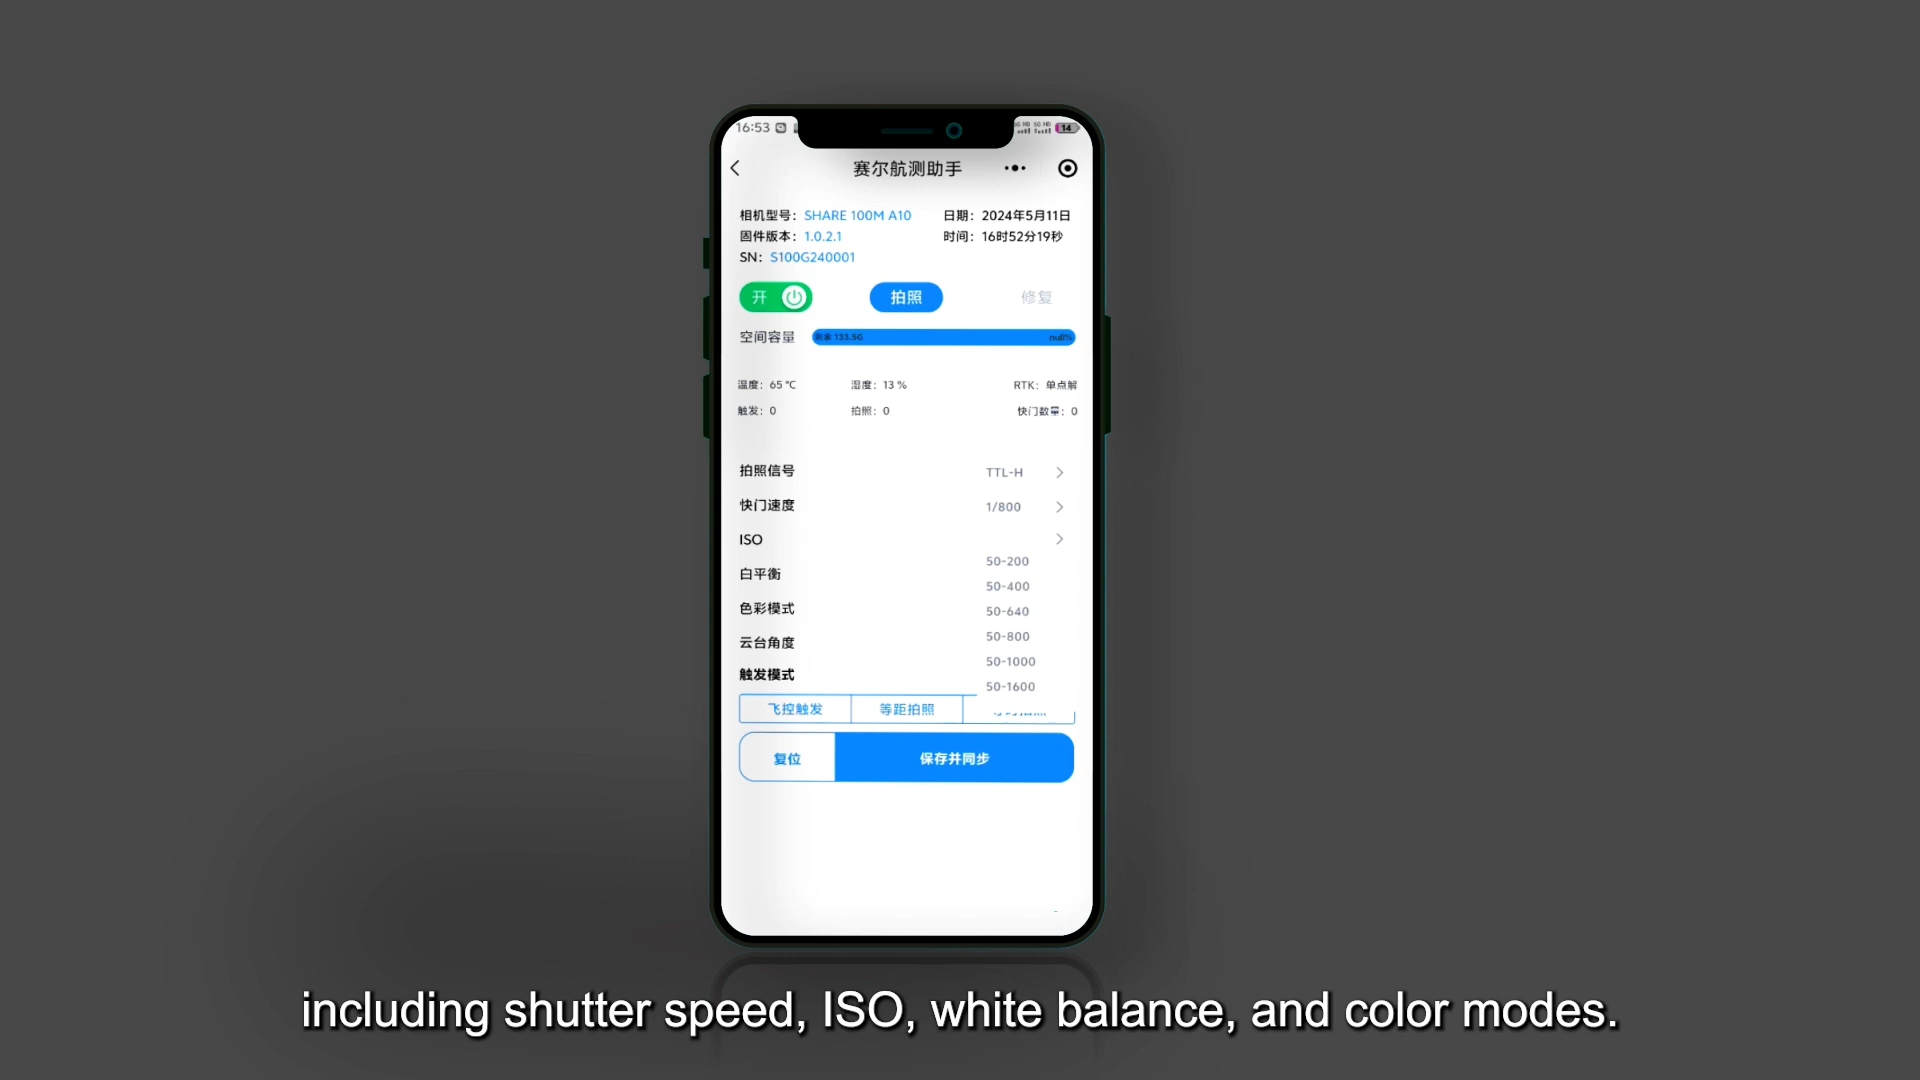 16:53
14
赛尔航测助手
相机型号：SHARE 100M A10
日期：2024年5月11日
固件版本：1.0.2.1
时间：16时52分19秒
SN：S100G240001
开
拍照
修复
空间容量
133.5G
null%
温度：65 ℃
湿度：13 %
RTK：单点解
触发：0
拍照：0
快门数量：0
拍照信号
TTL-H
快门速度
1/800
ISO
50-200
50-400
50-640
50-800
50-1000
50-1600
白平衡
色彩模式
云台角度
触发模式
飞控触发
等距拍照
复位
保存并同步
including shutter speed, ISO, white balance, and color modes.